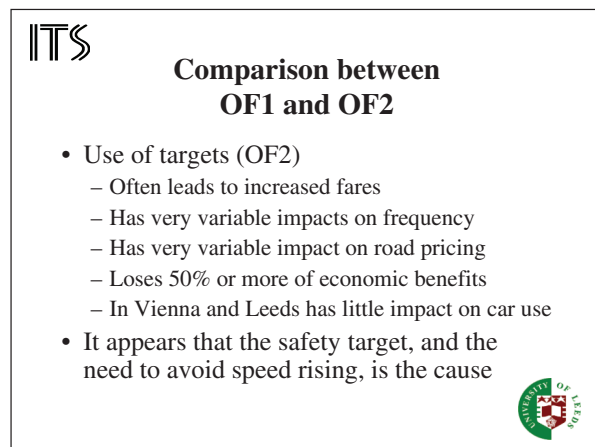 ITS
Comparison between
OF1 and OF2
• Use of targets (OF2)
– Often leads to increased fares
– Has very variable impacts on frequency
– Has very variable impact on road pricing
– Loses 50% or more of economic benefits
– In Vienna and Leeds has little impact on car use
• It appears that the safety target, and the
need to avoid speed rising, is the cause
UNIVERSITY OF LEEDS